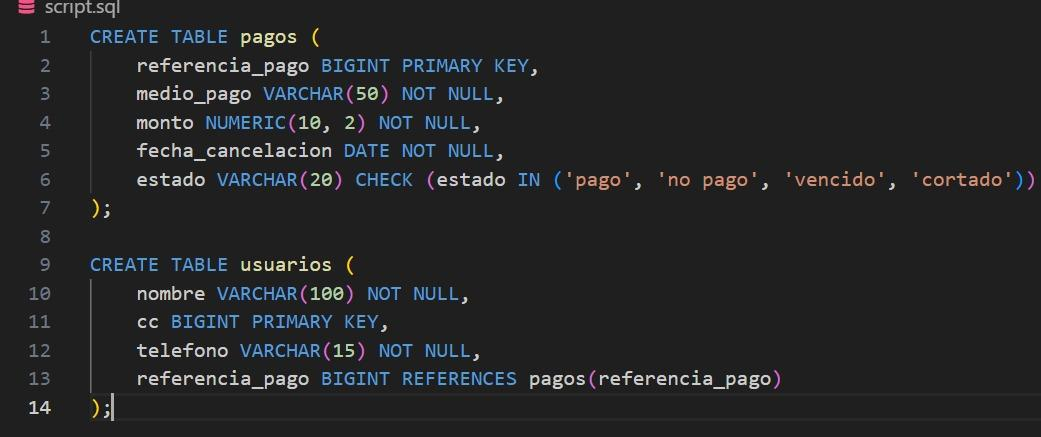 script.sql
1 CREATE TABLE pagos (
2 referencia_pago BIGINT PRIMARY KEY,
3 medio_pago VARCHAR(50) NOT NULL,
4 monto NUMERIC(10, 2) NOT NULL,
5 fecha_cancelacion DATE NOT NULL,
6 estado VARCHAR(20) CHECK (estado IN ('pago', 'no pago', 'vencido', 'cortado'))
7 );
8
9 CREATE TABLE usuarios (
10 nombre VARCHAR(100) NOT NULL,
11 cc BIGINT PRIMARY KEY,
12 telefono VARCHAR(15) NOT NULL,
13 referencia_pago BIGINT REFERENCES pagos(referencia_pago)
14 );